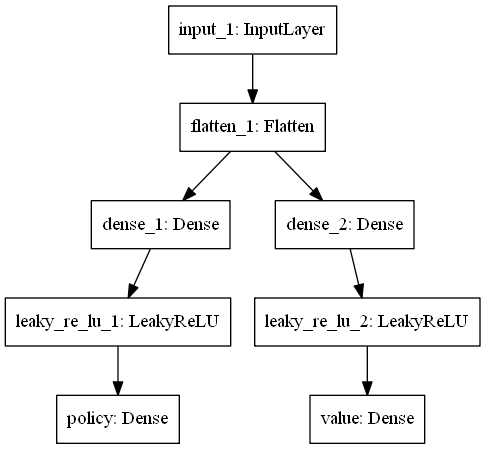 input_1: InputLayer
flatten_1: Flatten
dense_1: Dense
dense_2: Dense
leaky_re_lu_1: LeakyReLU
leaky_re_lu_2: LeakyReLU
policy: Dense
value: Dense